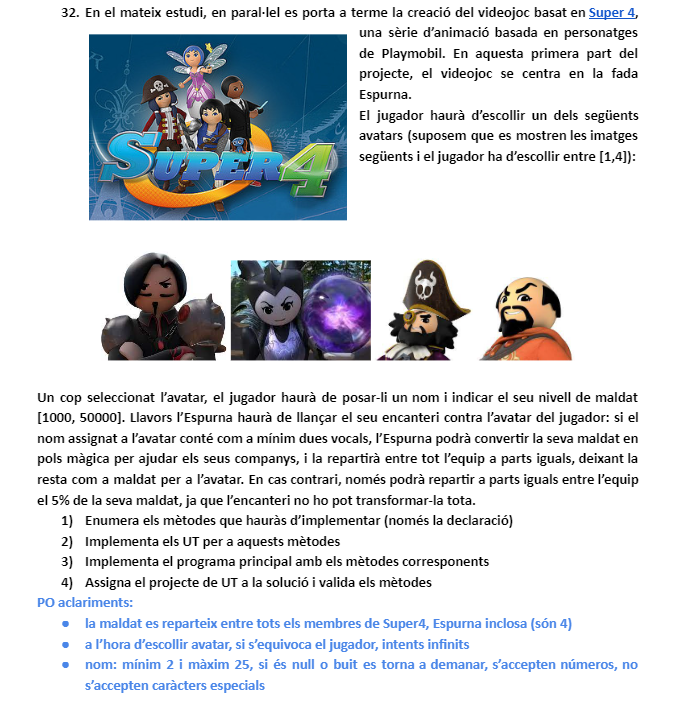 32. En el mateix estudi, en paral·lel es porta a terme la creació del videojoc basat en Super 4,
una sèrie d’animació basada en personatges
de Playmobil. En aquesta primera part del
projecte, el videojoc se centra en la fada
Espurna.
El jugador haurà d’escollir un dels següents
avatars (suposem que es mostren les imatges
següents i el jugador ha d’escollir entre [1,4]):
SUPER 4
Un cop seleccionat l’avatar, el jugador haurà de posar-li un nom i indicar el seu nivell de maldat
[1000, 50000]. Llavors l’Espurna haurà de llançar el seu encanteri contra l’avatar del jugador: si el
nom assignat a l’avatar conté com a mínim dues vocals, l’Espurna podrà convertir la seva maldat en
pols màgica per ajudar els seus companys, i la repartirà entre tot l’equip a parts iguals, deixant la
resta com a maldat per a l’avatar. En cas contrari, només podrà repartir a parts iguals entre l’equip
el 5% de la seva maldat, ja que l’encanteri no ho pot transformar-la tota.
1) Enumera els mètodes que hauràs d’implementar (només la declaració)
2) Implementa els UT per a aquests mètodes
3) Implementa el programa principal amb els mètodes corresponents
4) Assigna el projecte de UT a la solució i valida els mètodes
PO aclariments:
● la maldat es reparteix entre tots els membres de Super4, Espurna inclosa (són 4)
● a l’hora d’escollir avatar, si s’equivoca el jugador, intents infinits
● nom: mínim 2 i màxim 25, si és null o buit es torna a demanar, s’accepten números, no
s’accepten caràcters especials